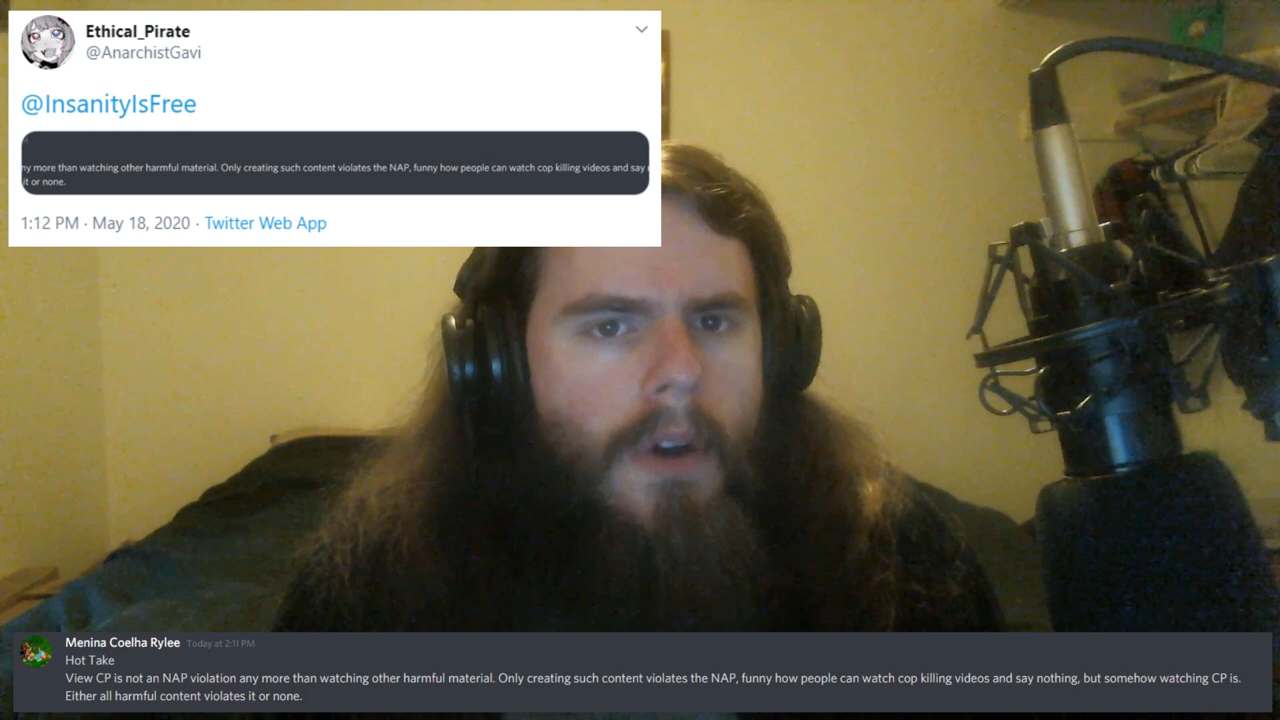 Ethical_Pirate
@AnarchistGavi
@InsanityIsFree
ny more than watching other harmful material. Only creating such content violates the NAP, funny how people can watch cop killing videos and say
it or none.
1:12 PM · May 18, 2020 · Twitter Web App
Menina Coelha Rylee Today at 2:11 PM
Hot Take
View CP is not an NAP violation any more than watching other harmful material. Only creating such content violates the NAP, funny how people can watch cop killing videos and say nothing, but somehow watching CP is.
Either all harmful content violates it or none.